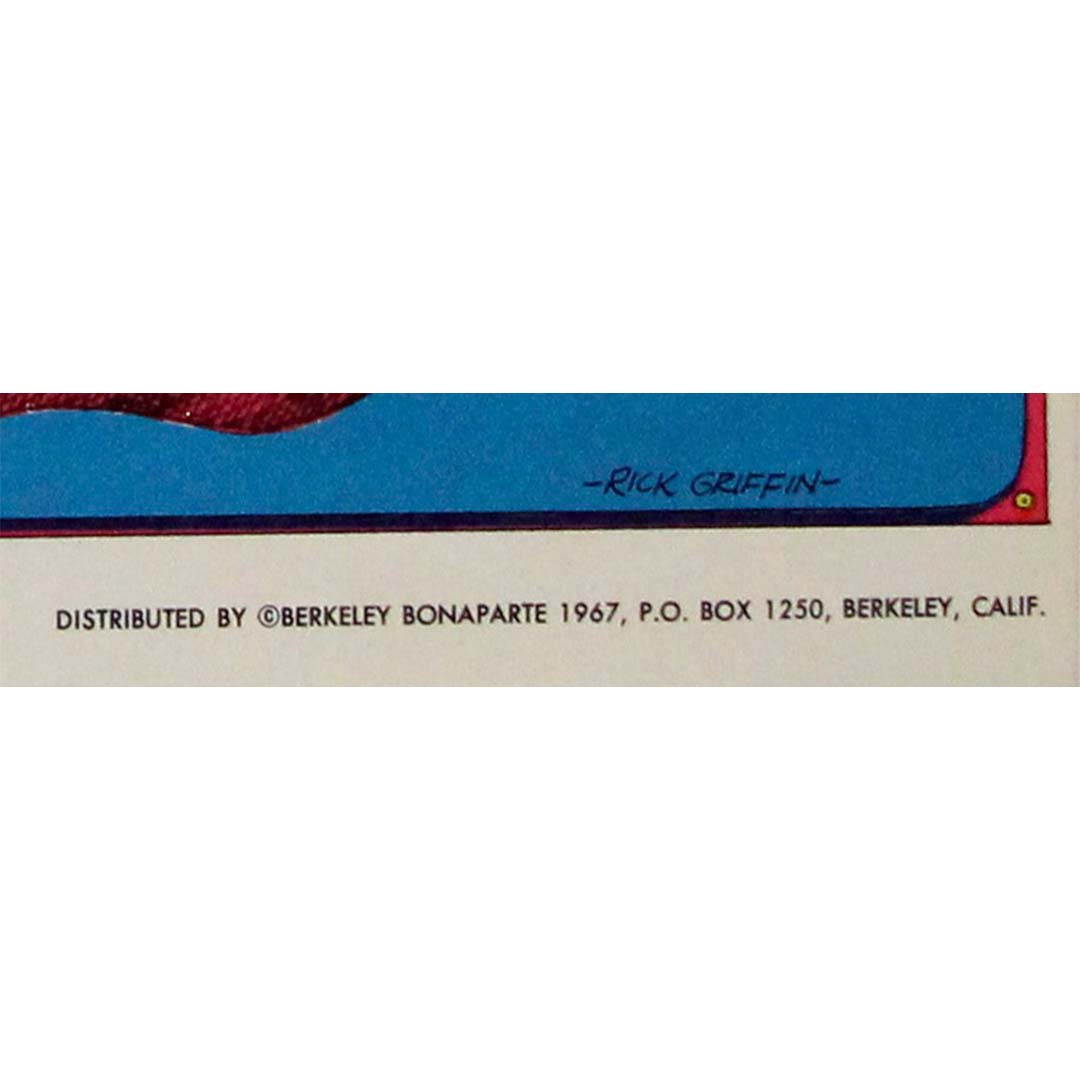 -RICK GRIFFIN-
DISTRIBUTED BY ©BERKELEY BONAPARTE 1967, P.O. BOX 1250, BERKELEY, CALIF.